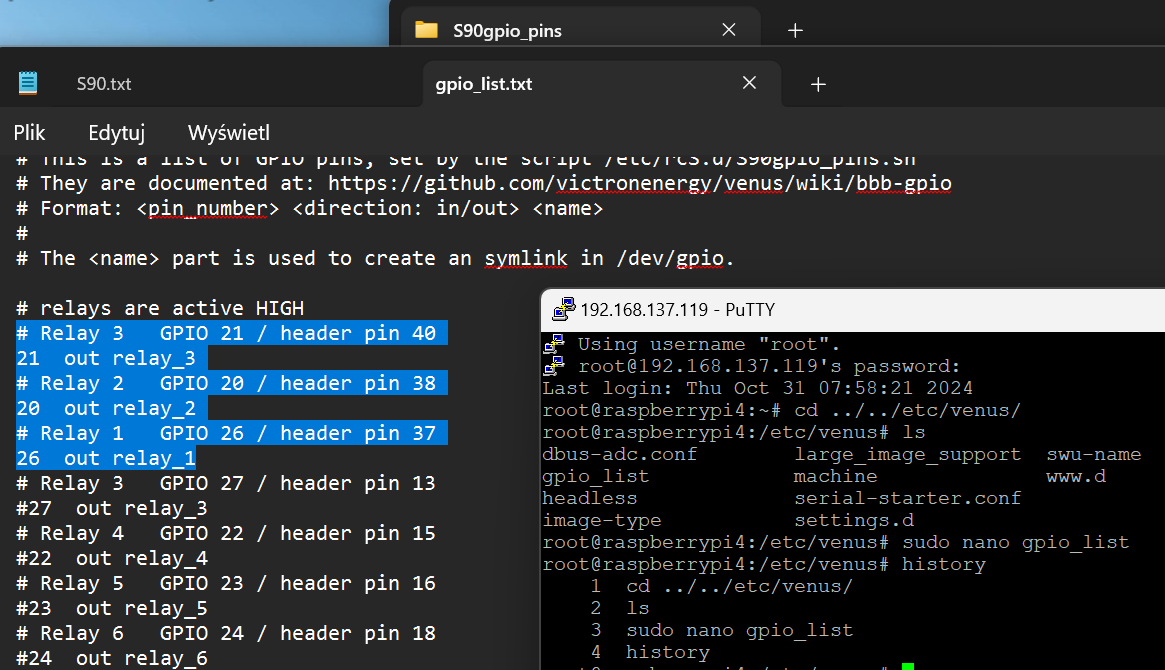 S90gpio_pins
S90.txt
gpio_list.txt
Plik Edytuj Wyświetl
# This is a list of GPIO pins, set by the script /etc/rcS.d/S90gpio_pins.sh
# They are documented at: https://github.com/victronenergy/venus/wiki/bbb-gpio
# Format: <pin_number> <direction: in/out> <name>
#
# The <name> part is used to create an symlink in /dev/gpio.
# relays are active HIGH
# Relay 3   GPIO 21 / header pin 40
21  out relay_3
# Relay 2   GPIO 20 / header pin 38
20  out relay_2
# Relay 1   GPIO 26 / header pin 37
26  out relay_1
# Relay 3   GPIO 27 / header pin 13
#27  out relay_3
# Relay 4   GPIO 22 / header pin 15
#22  out relay_4
# Relay 5   GPIO 23 / header pin 16
#23  out relay_5
# Relay 6   GPIO 24 / header pin 18
#24  out relay_6
192.168.137.119 - PuTTY
Using username "root".
root@192.168.137.119's password:
Last login: Thu Oct 31 07:58:21 2024
root@raspberrypi4:~# cd ../../etc/venus/
root@raspberrypi4:/etc/venus# ls
dbus-adc.conf large_image_support swu-name
gpio_list machine www.d
headless serial-starter.conf
image-type settings.d
root@raspberrypi4:/etc/venus# sudo nano gpio_list
root@raspberrypi4:/etc/venus# history
1  cd ../../etc/venus/
2  ls
3  sudo nano gpio_list
4  history